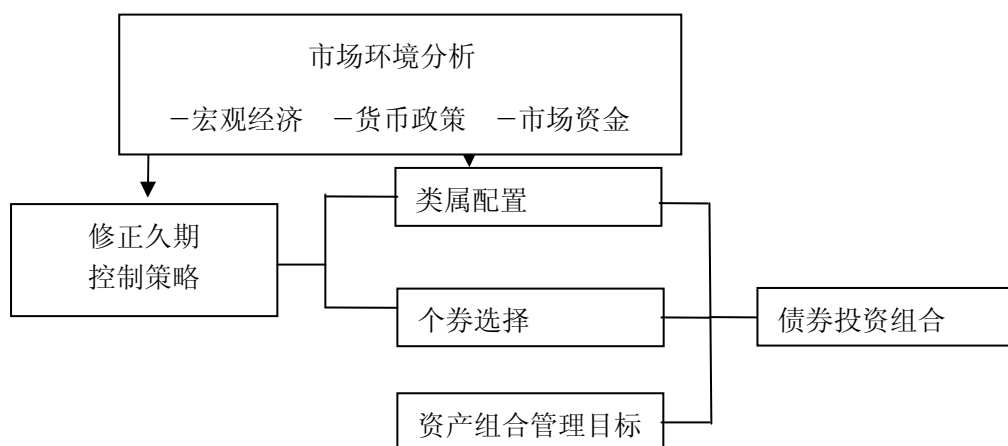 市场环境分析
－宏观经济 －货币政策 －市场资金
类属配置
修正久期
控制策略
个券选择
债券投资组合
资产组合管理目标